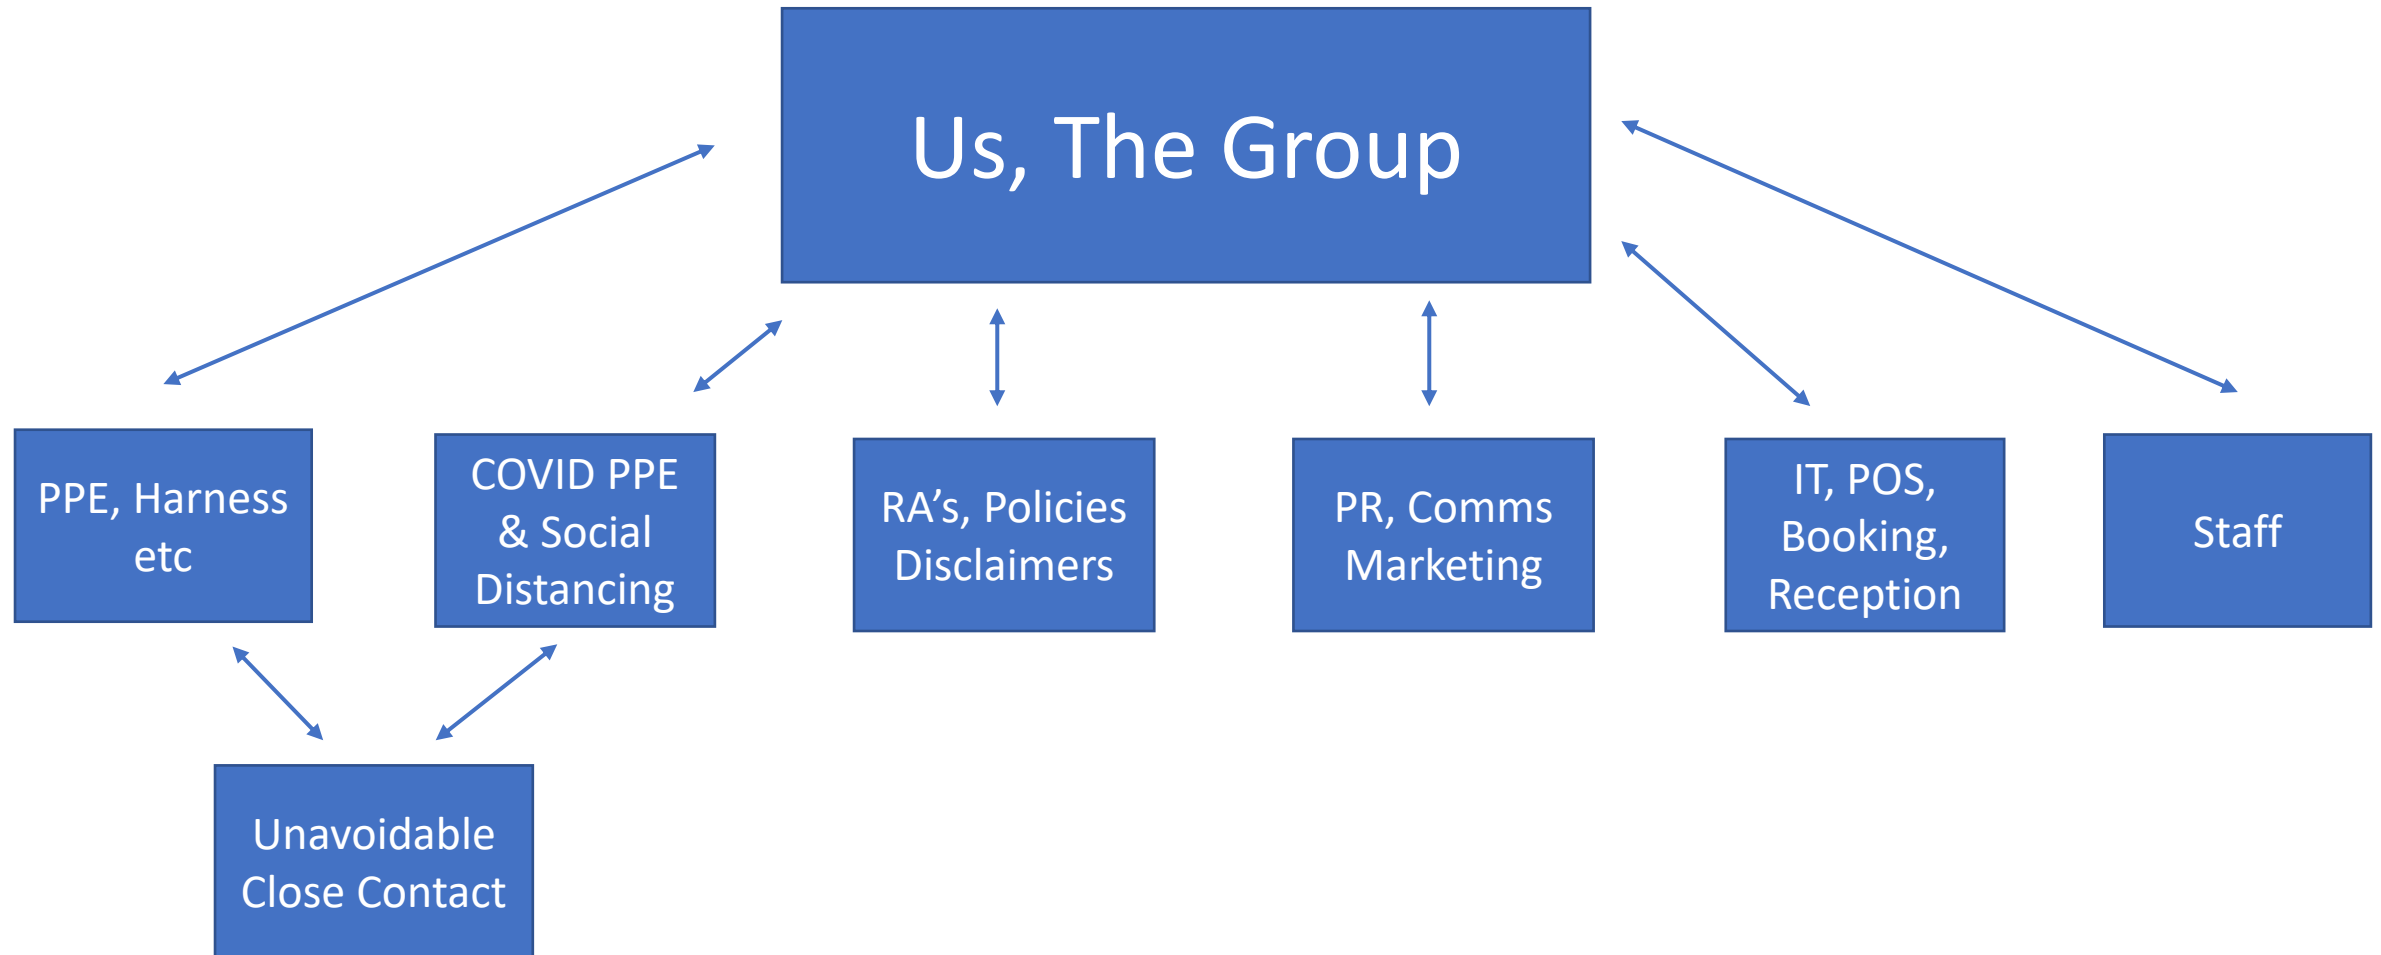 Us, The Group
PPE, Harness
etc
COVID PPE
& Social
Distancing
RA’s, Policies
Disclaimers
PR, Comms
Marketing
IT, POS,
Booking,
Reception
Staff
Unavoidable
Close Contact